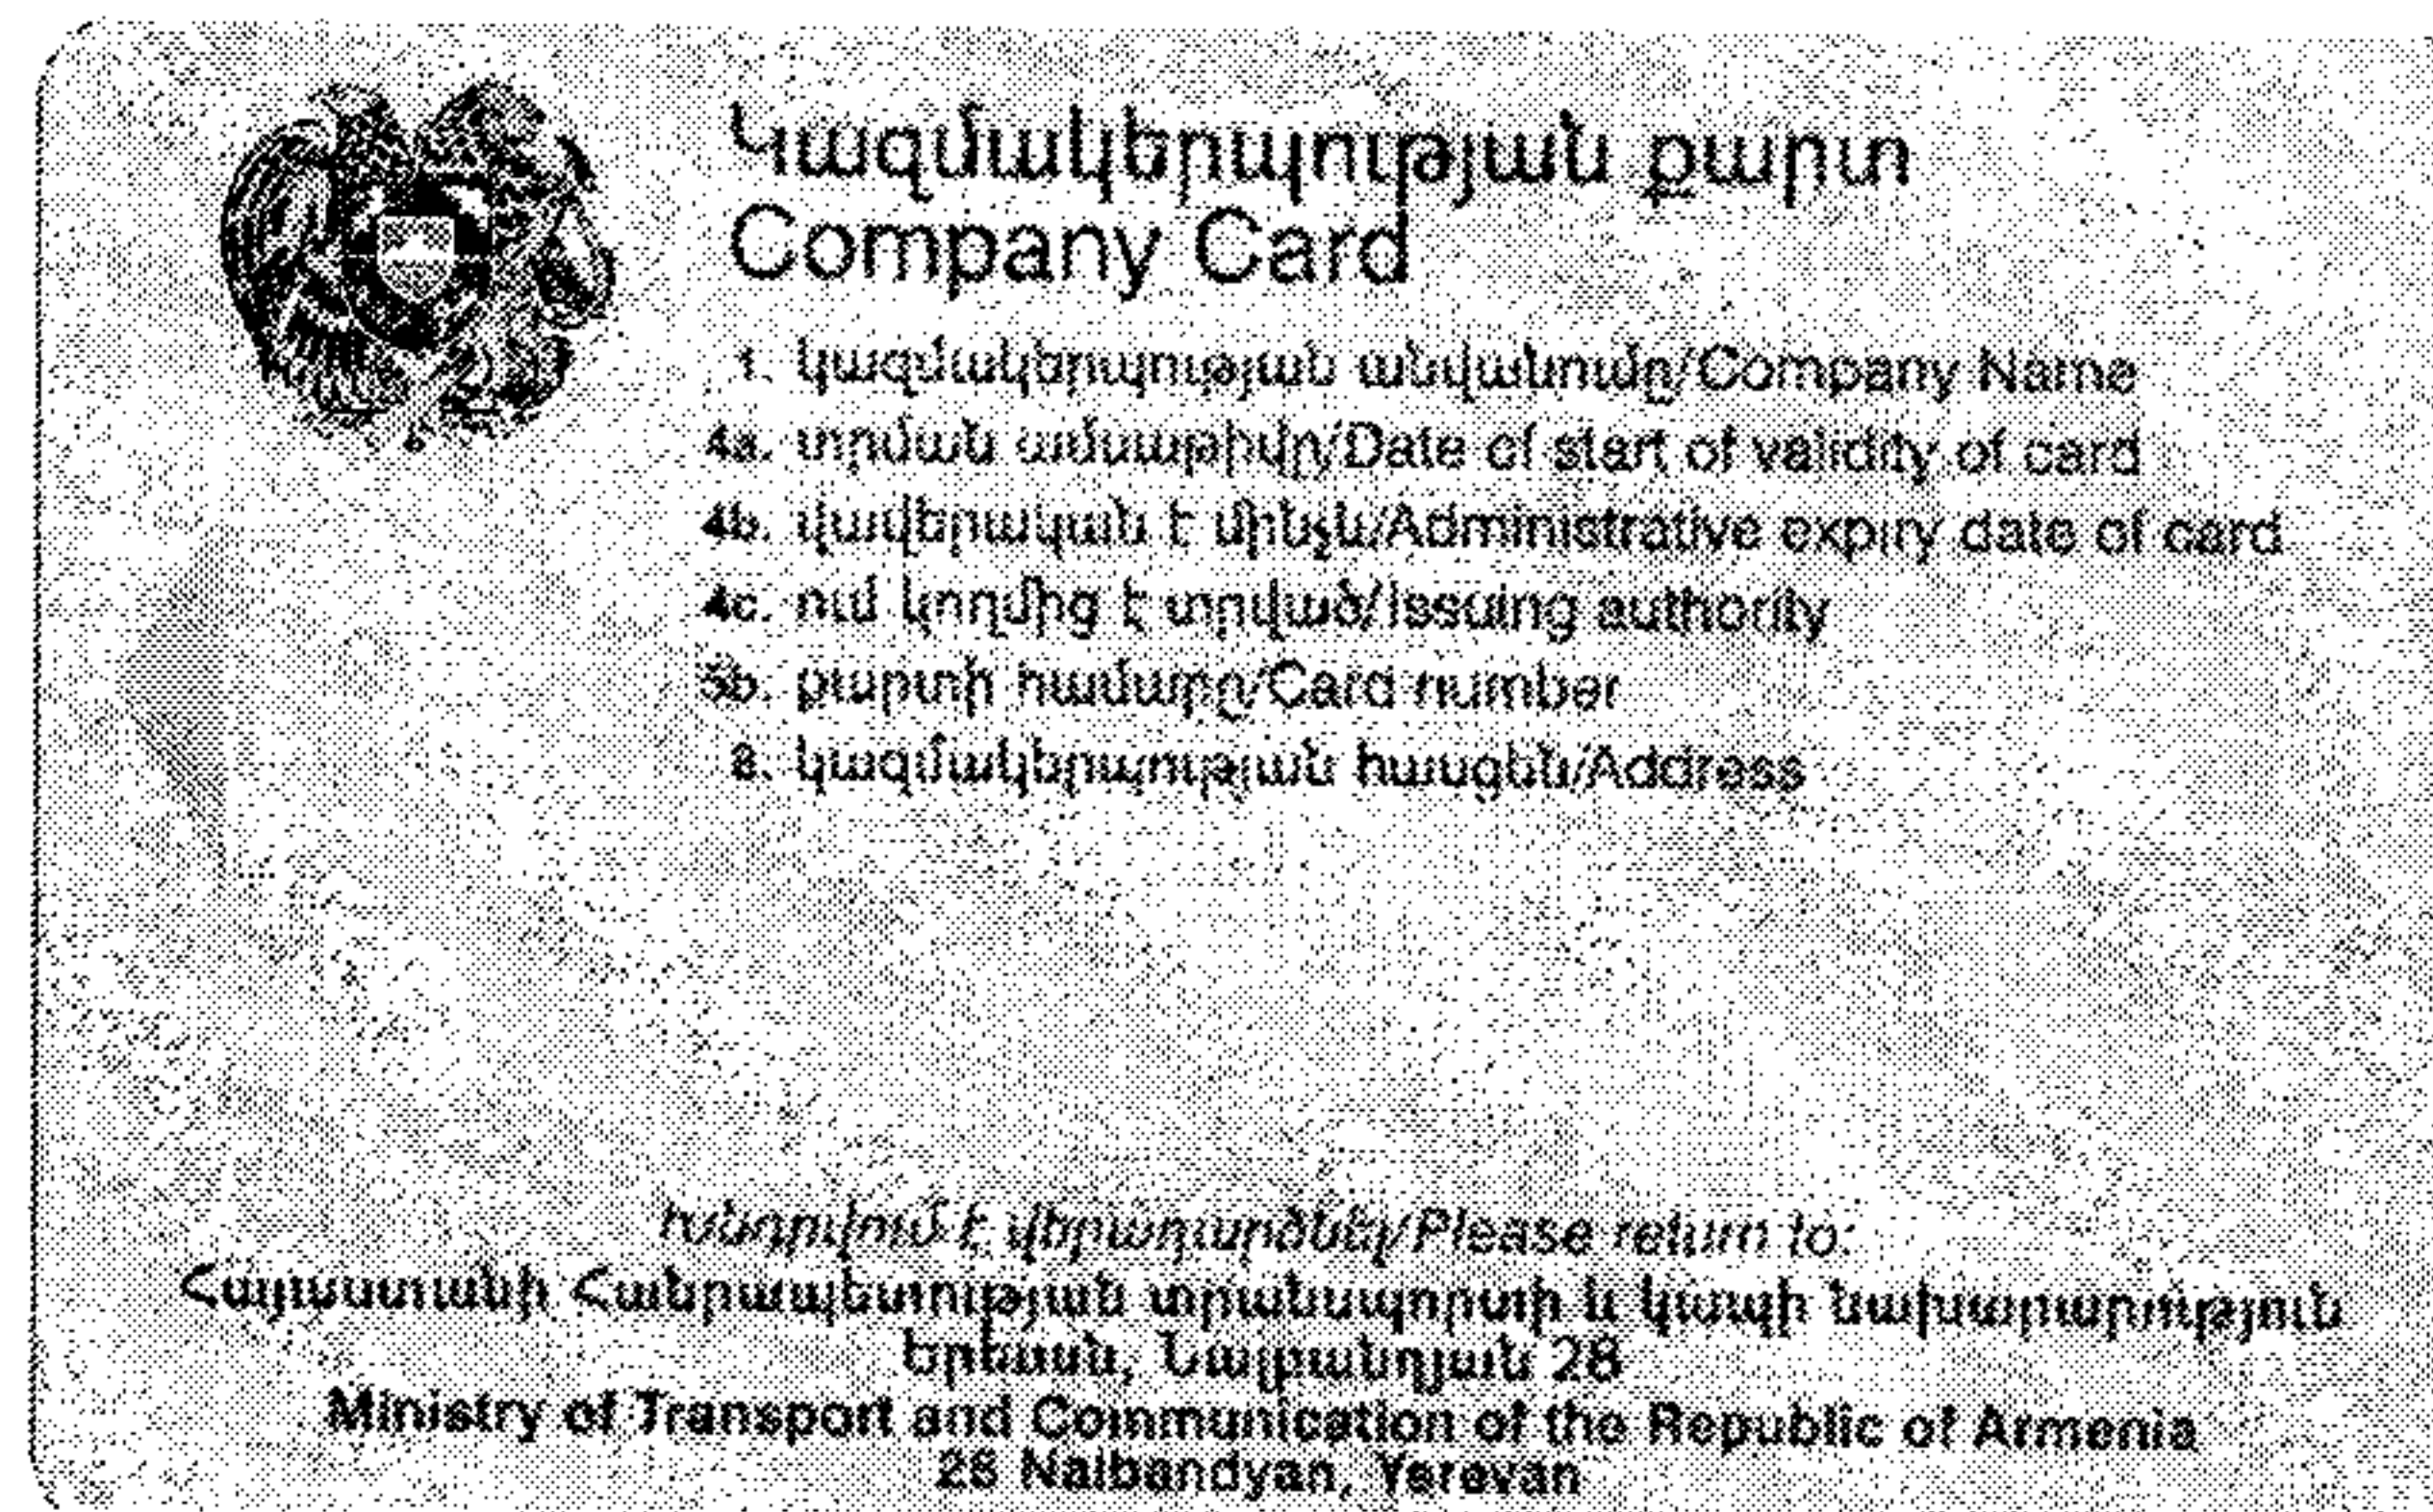 Կազմակերպության քարտ
Company Card
1. կազմակերպության անվանումը/Company Name
4a. տրման ամսաթիվը/Date of start of validity of card
4b. վավերական է մինչև/Administrative expiry date of card
4c. ում կողմից է տրված/Issuing authority
5b. քարտի համարը/Card number
8. կազմակերպության հասցեն/Address
Խնդրվում է վերադարձնել/Please return to:
Հայաստանի Հանրապետության տրանսպորտի և կապի նախարարություն
Երևան, Նալբանդյան 28
Ministry of Transport and Communication of the Republic of Armenia
28 Nalbandyan, Yerevan